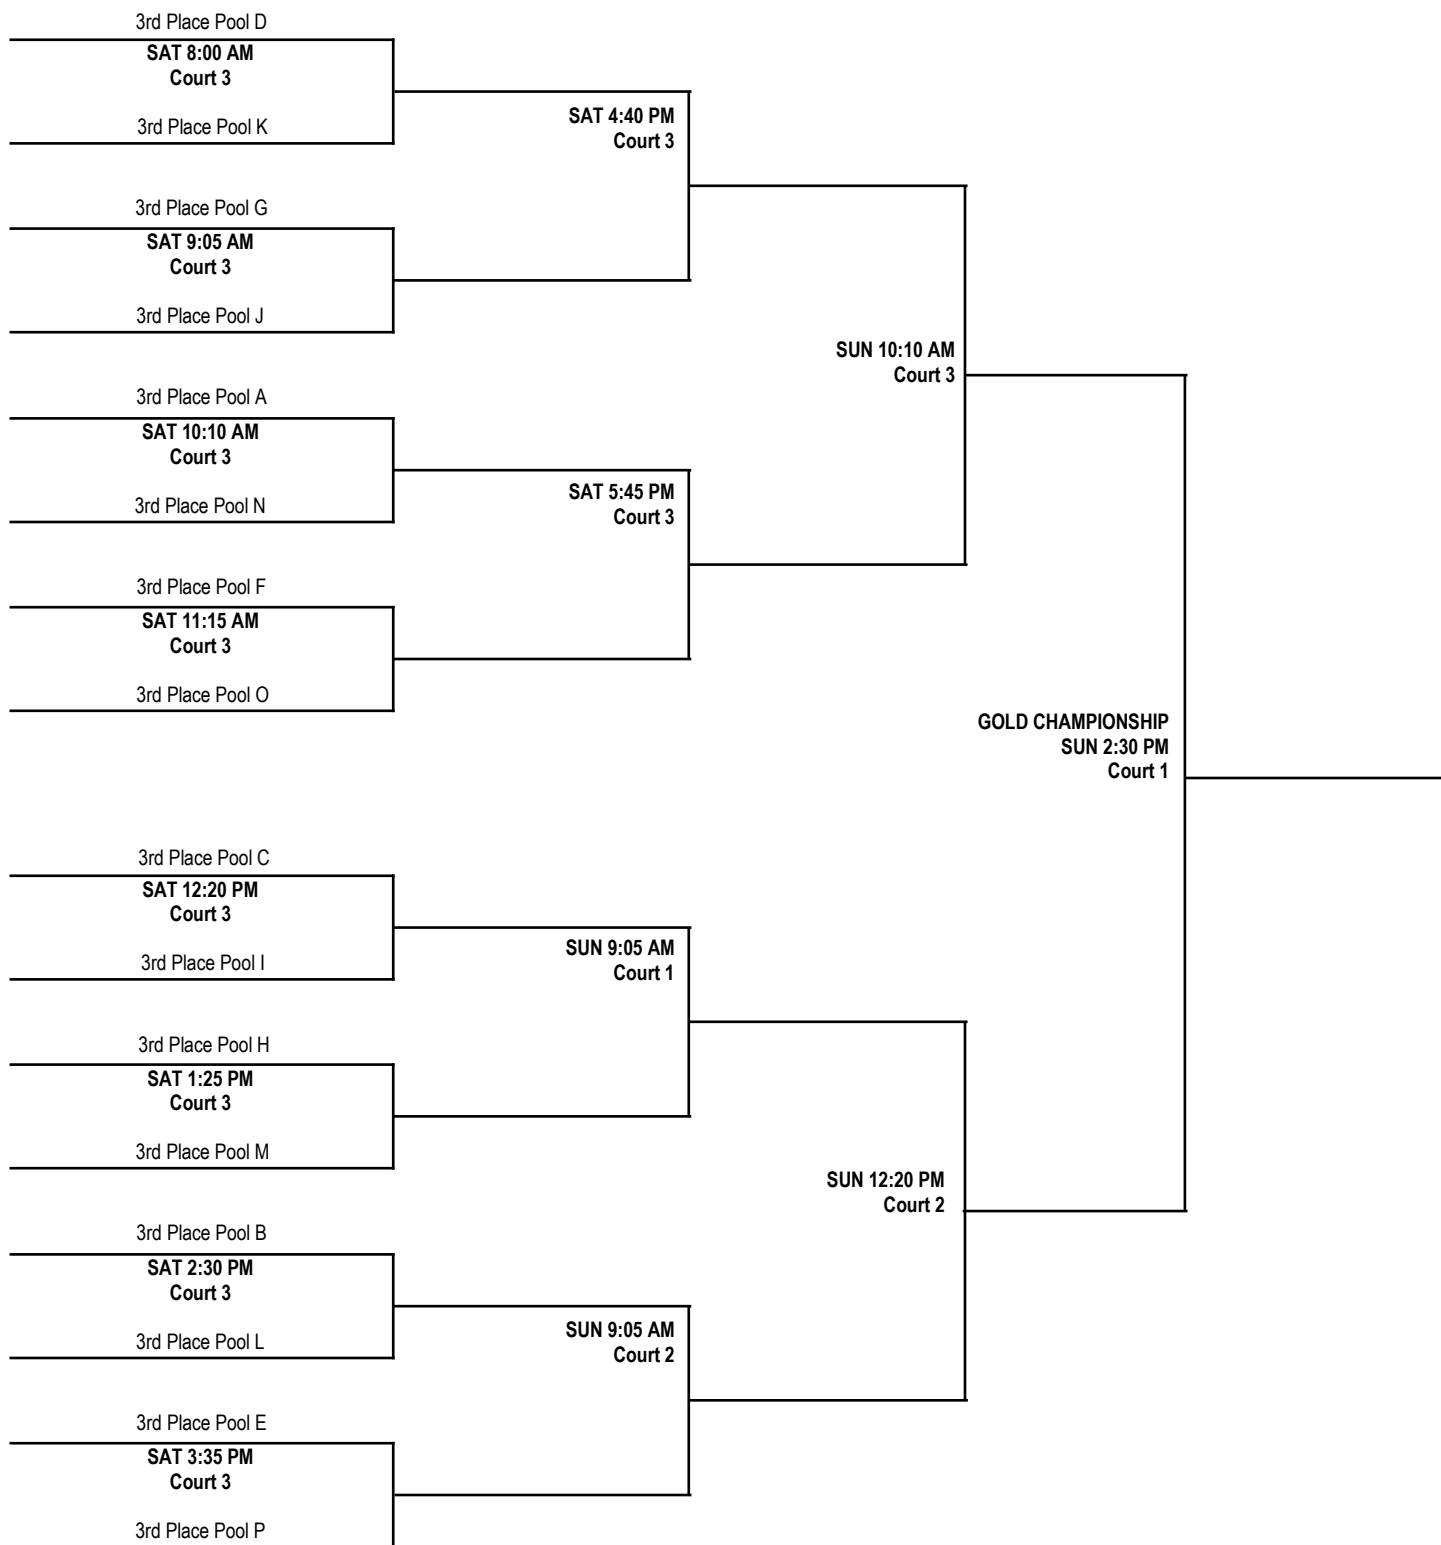 3rd Place Pool D
SAT 8:00 AM
Court 3
3rd Place Pool K
SAT 4:40 PM
Court 3
3rd Place Pool G
SAT 9:05 AM
Court 3
3rd Place Pool J
SUN 10:10 AM
Court 3
3rd Place Pool A
SAT 10:10 AM
Court 3
3rd Place Pool N
SAT 5:45 PM
Court 3
3rd Place Pool F
SAT 11:15 AM
Court 3
3rd Place Pool O
GOLD CHAMPIONSHIP
SUN 2:30 PM
Court 1
3rd Place Pool C
SAT 12:20 PM
Court 3
3rd Place Pool I
SUN 9:05 AM
Court 1
3rd Place Pool H
SAT 1:25 PM
Court 3
3rd Place Pool M
SUN 12:20 PM
Court 2
3rd Place Pool B
SAT 2:30 PM
Court 3
3rd Place Pool L
SUN 9:05 AM
Court 2
3rd Place Pool E
SAT 3:35 PM
Court 3
3rd Place Pool P